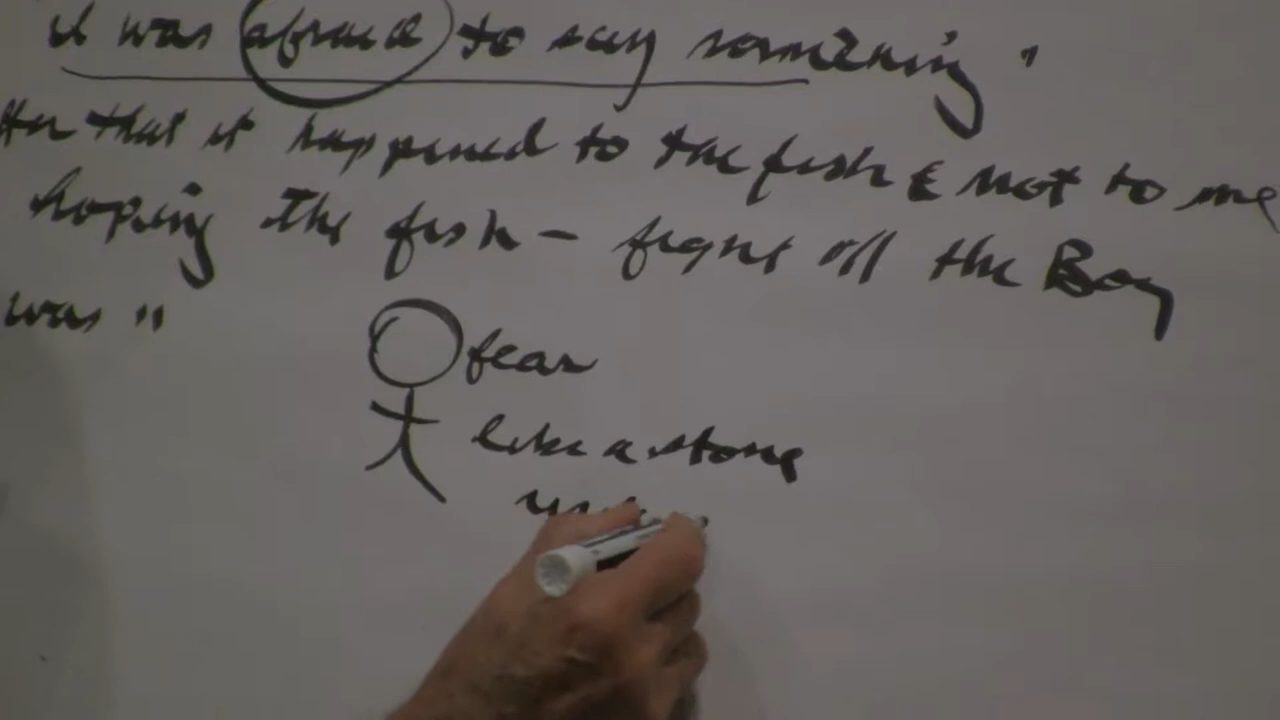 it was afraid to say something"
that it happened to the fish & not to me
hoping the fish - fight off the Boy
was"
fear
like a stone